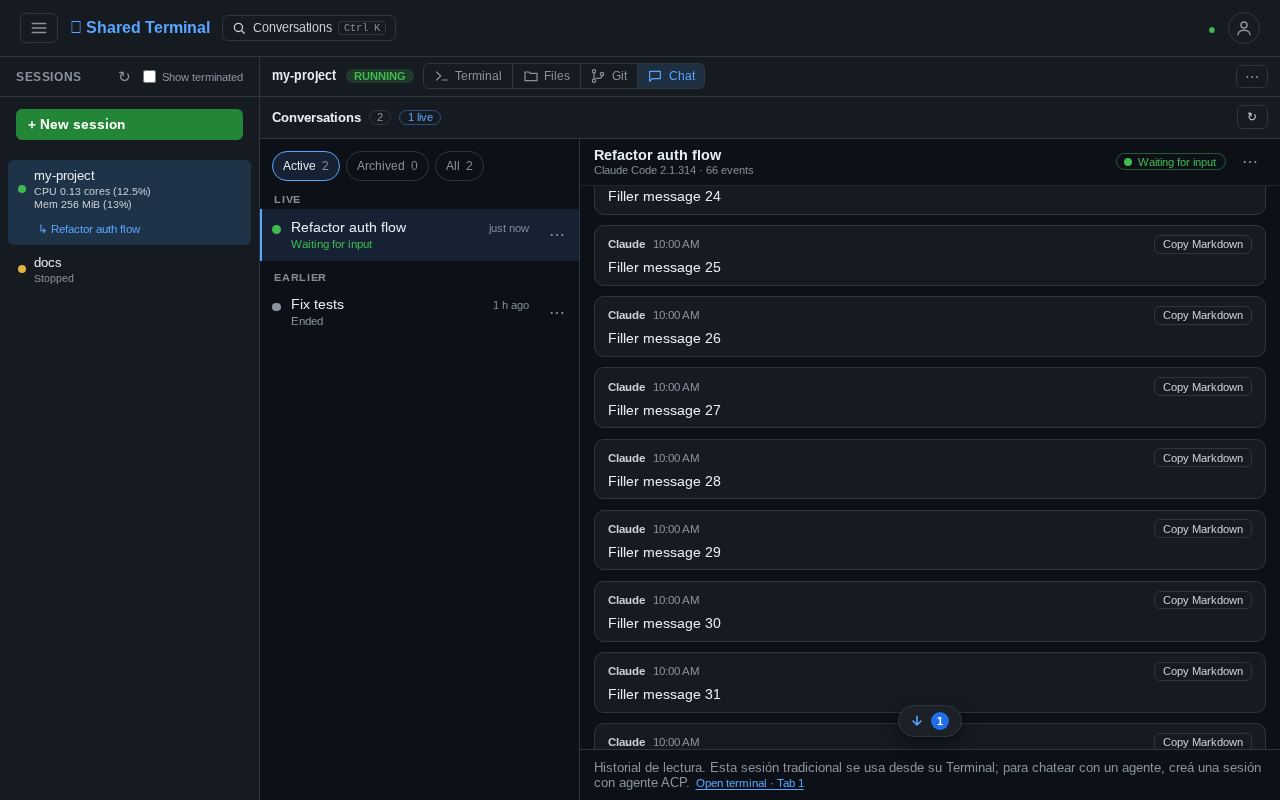 Shared Terminal
Conversations Ctrl K
SESSIONS
Show terminated
+ New session
my-project
CPU 0.13 cores (12.5%)
Mem 256 MiB (13%)
↳ Refactor auth flow
docs
Stopped
my-project RUNNING Terminal Files Git Chat
Conversations 2 1 live
Active 2 Archived 0 All 2
LIVE
Refactor auth flow just now
Waiting for input
EARLIER
Fix tests 1 h ago
Ended
Refactor auth flow
Claude Code 2.1.314 · 66 events
Waiting for input
Filler message 24
Claude 10:00 AM Copy Markdown
Filler message 25
Claude 10:00 AM Copy Markdown
Filler message 26
Claude 10:00 AM Copy Markdown
Filler message 27
Claude 10:00 AM Copy Markdown
Filler message 28
Claude 10:00 AM Copy Markdown
Filler message 29
Claude 10:00 AM Copy Markdown
Filler message 30
Claude 10:00 AM Copy Markdown
Filler message 31
1
Claude 10:00 AM Copy Markdown
Historial de lectura. Esta sesión tradicional se usa desde su Terminal; para chatear con un agente, creá una sesión
con agente ACP. Open terminal · Tab 1